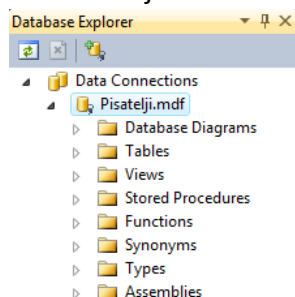 Database Explorer
Data Connections
Pisatelji.mdf
Database Diagrams
Tables
Views
Stored Procedures
Functions
Synonyms
Types
Assemblies